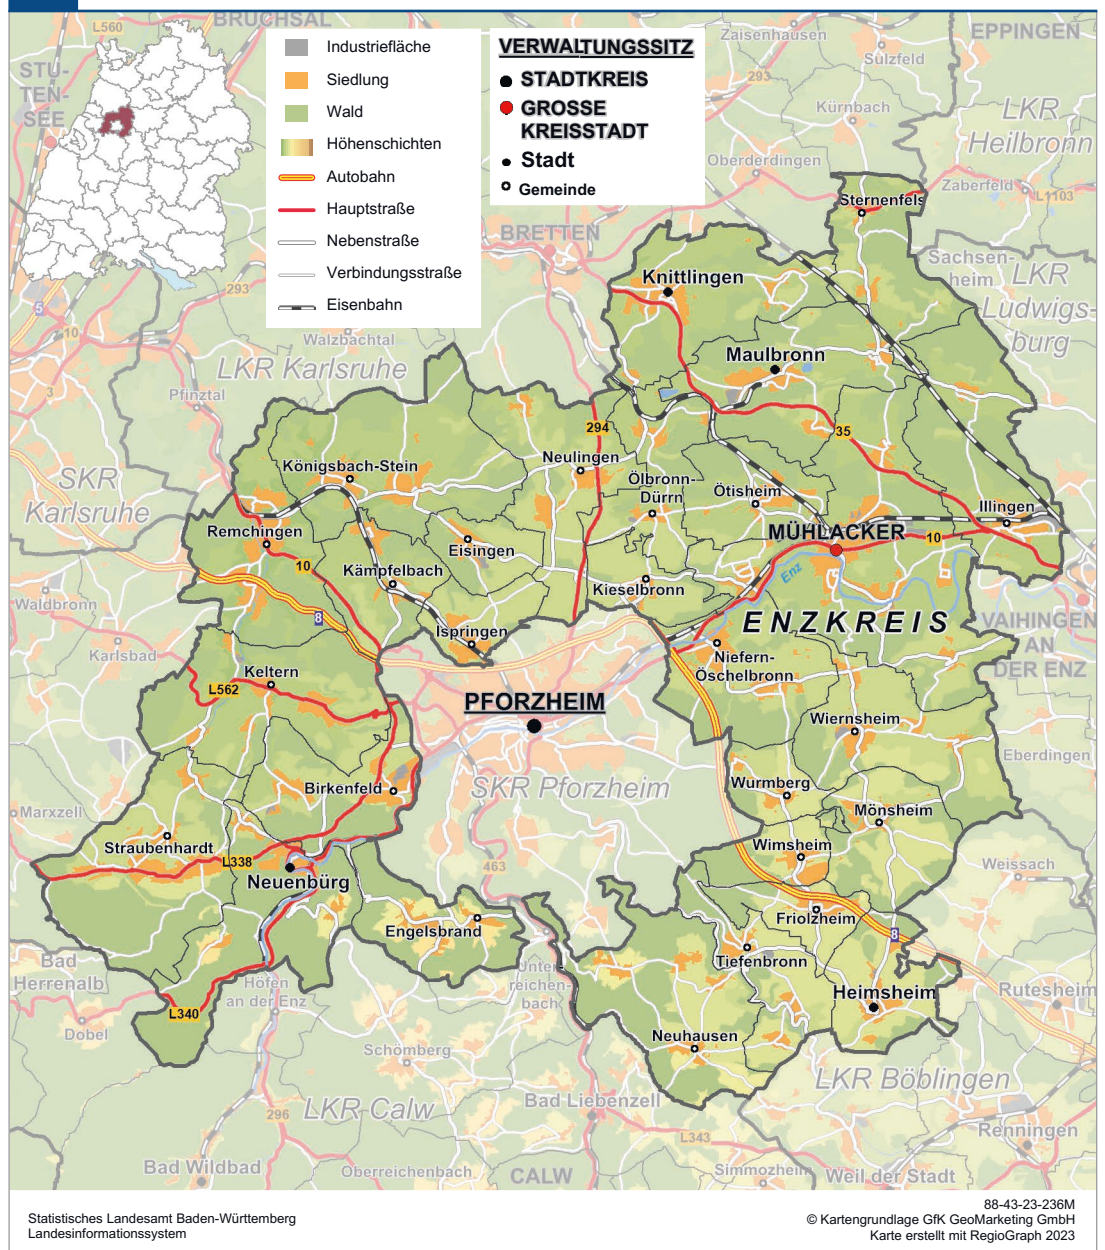 BRUCHSAL
L560
STU-
TEN-
SEE
5
10
3
293
Industriefläche
Siedlung
Wald
Höhenschichten
Autobahn
Hauptstraße
Nebenstraße
Verbindungsstraße
Eisenbahn
VERWALTUNGSSITZ
STADTKREIS
GROSSE
KREISSTADT
Stadt
Gemeinde
Zaisenhausen
EPPINGEN
Sulzfeld
293
Kürnbach
LKR
Heilbronn
Oberderdingen
Zaberfeld
L1103
Sternenfels
BRETTEN
Sachsen-
heim
LKR
Ludwigs-
burg
Knittlingen
Maulbronn
Walzbachtal
LKR Karlsruhe
Pfinztal
294
35
SKR
Karlsruhe
Königsbach-Stein
Neulingen
Ölbronn-
Dürrn
Ötisheim
Illingen
Remchingen
Eisingen
MÜHLACKER
10
10
Kämpfelbach
Kieselbronn
Enz
Waldbronn
8
Ispringen
ENZKREIS
VAIHINGEN
AN
DER ENZ
Karlsbad
Keltern
Niefern-
Öschelbronn
L562
PFORZHEIM
Wiernsheim
Eberdingen
SKR Pforzheim
Birkenfeld
Wurmberg
Marxzell
Mönsheim
Straubenhardt
Wimsheim
L338
463
Weissach
Neuenbürg
Friolzheim
Engelsbrand
8
Tiefenbronn
Bad
Herrenalb
Höfen
an der Enz
Unter-
reichen-
bach
Heimsheim
Rutesheim
L340
Dobel
Neuhausen
Schömberg
LKR Böblingen
LKR Calw
Bad Liebenzell
296
L343
Renningen
Bad Wildbad
Oberreichenbach
CALW
Simmozheim
Weil der Stadt
88-43-23-236M
Statistisches Landesamt Baden-Württemberg
© Kartengrundlage GfK GeoMarketing GmbH
Landesinformationssystem
Karte erstellt mit RegioGraph 2023